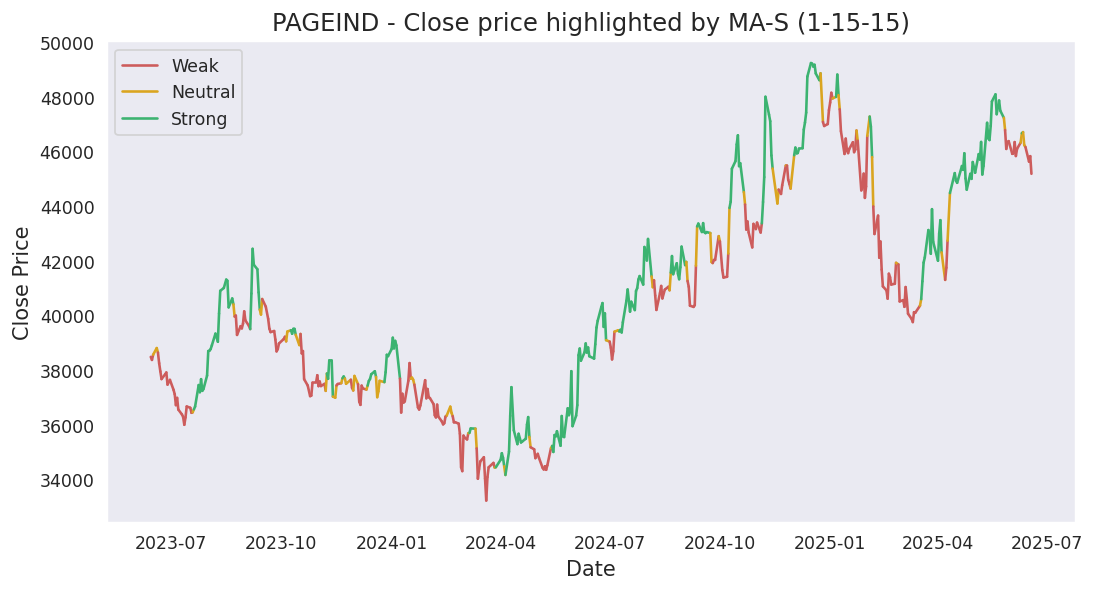 PAGEIND - Close price highlighted by MA-S (1-15-15)
Weak
Neutral
Strong
Close Price
50000
48000
46000
44000
42000
40000
38000
36000
34000
2023-07 2023-10 2024-01 2024-04 2024-07 2024-10 2025-01 2025-04 2025-07
Date